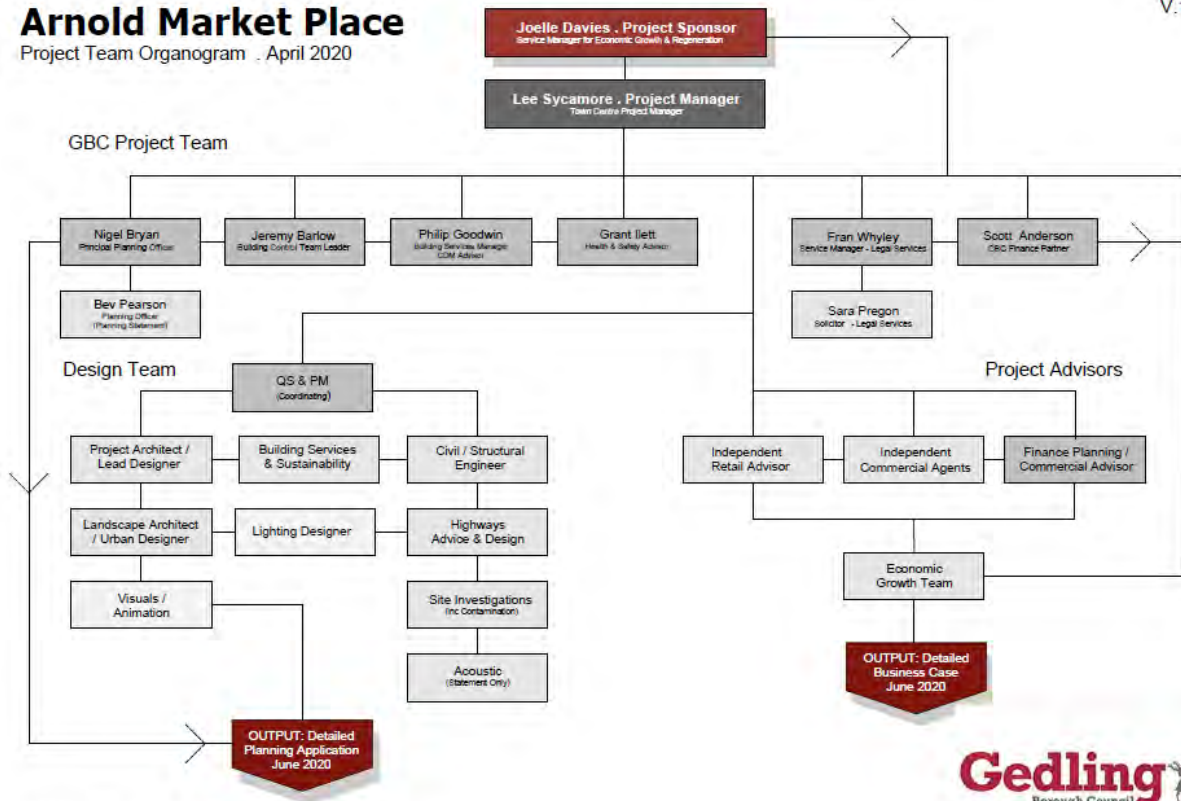 Arnold Market Place
Project Team Organogram . April 2020
V.
Joelle Davies . Project Sponsor
Service Manager for Economic Growth & Regeneration
Lee Sycamore . Project Manager
Town Centre Project Manager
GBC Project Team
Nigel Bryan
Principal Planning Officer
Jeremy Barlow
Building Control Team Leader
Philip Goodwin
Building Services Manager
CDM Advisor
Grant Ilett
Health & Safety Advisor
Fran Whyley
Service Manager - Legal Services
Scott Anderson
GBC Finance Partner
Bev Pearson
Planning Officer
(Planning Statement)
Sara Pregon
Solicitor - Legal Services
Design Team
Project Advisors
QS & PM
(Coordinating)
Project Architect /
Lead Designer
Building Services
& Sustainability
Civil / Structural
Engineer
Independent
Retail Advisor
Independent
Commercial Agents
Finance Planning /
Commercial Advisor
Landscape Architect
/ Urban Designer
Lighting Designer
Highways
Advice & Design
Economic
Growth Team
Visuals /
Animation
Site Investigations
(Inc Contamination)
Acoustic
(Statement Only)
OUTPUT: Detailed
Business Case
June 2020
OUTPUT: Detailed
Planning Application
June 2020
Gedling
Borough Council